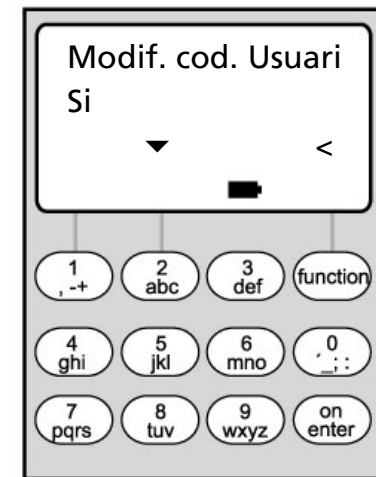 Modif. cod. Usuari
Si
<
1 2 3 function
, -+ abc def
4 5 6 0
ghi jkl mno ´_; :
7 8 9 on
pqrs tuv wxyz enter